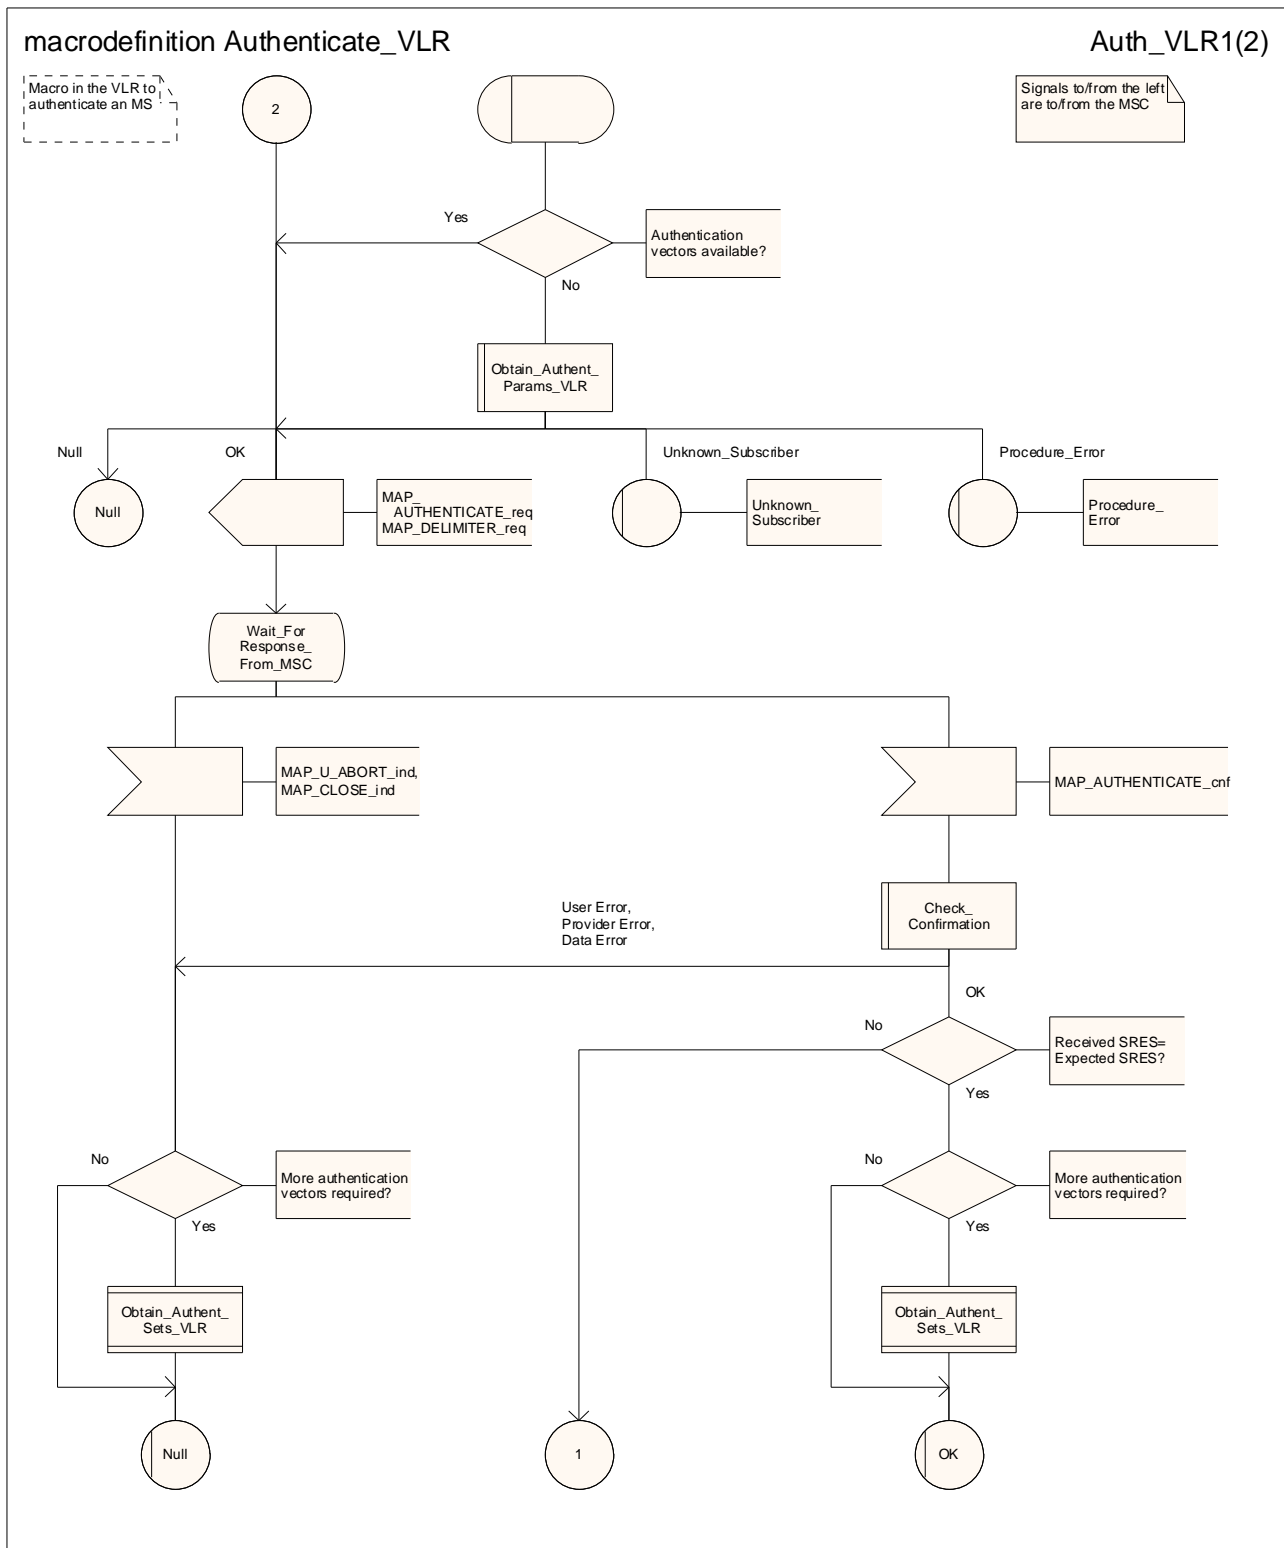 macrodefinition Authenticate_VLR
Auth_VLR1(2)
Macro in the VLR to
authenticate an MS
2
Signals to/from the left
are to/from the MSC
Yes
Authentication
vectors available?
No
Obtain_Authent_
Params_VLR
Null
OK
Unknown_Subscriber
Procedure_Error
Null
MAP_
AUTHENTICATE_req
MAP_DELIMITER_req
Unknown_
Subscriber
Procedure_
Error
Wait_For
Response_
From_MSC
MAP_U_ABORT_ind,
MAP_CLOSE_ind
MAP_AUTHENTICATE_cnf
User Error,
Provider Error,
Data Error
Check_
Confirmation
OK
No
Received SRES=
Expected SRES?
Yes
No
More authentication
vectors required?
Yes
No
More authentication
vectors required?
Yes
Obtain_Authent_
Sets_VLR
Obtain_Authent_
Sets_VLR
Null
1
OK